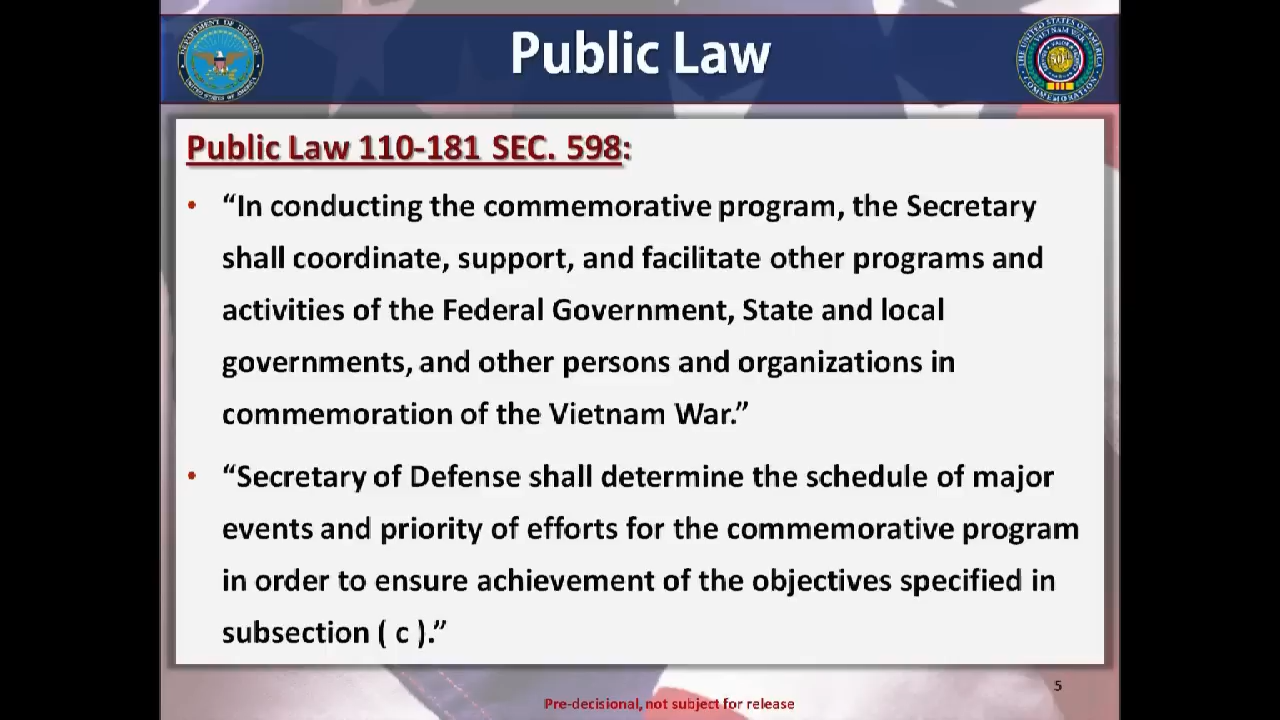 Public Law
Public Law 110-181 SEC. 598:
• “In conducting the commemorative program, the Secretary
shall coordinate, support, and facilitate other programs and
activities of the Federal Government, State and local
governments, and other persons and organizations in
commemoration of the Vietnam War.”
• “Secretary of Defense shall determine the schedule of major
events and priority of efforts for the commemorative program
in order to ensure achievement of the objectives specified in
subsection ( c ).”
5
Pre-decisional, not subject for release